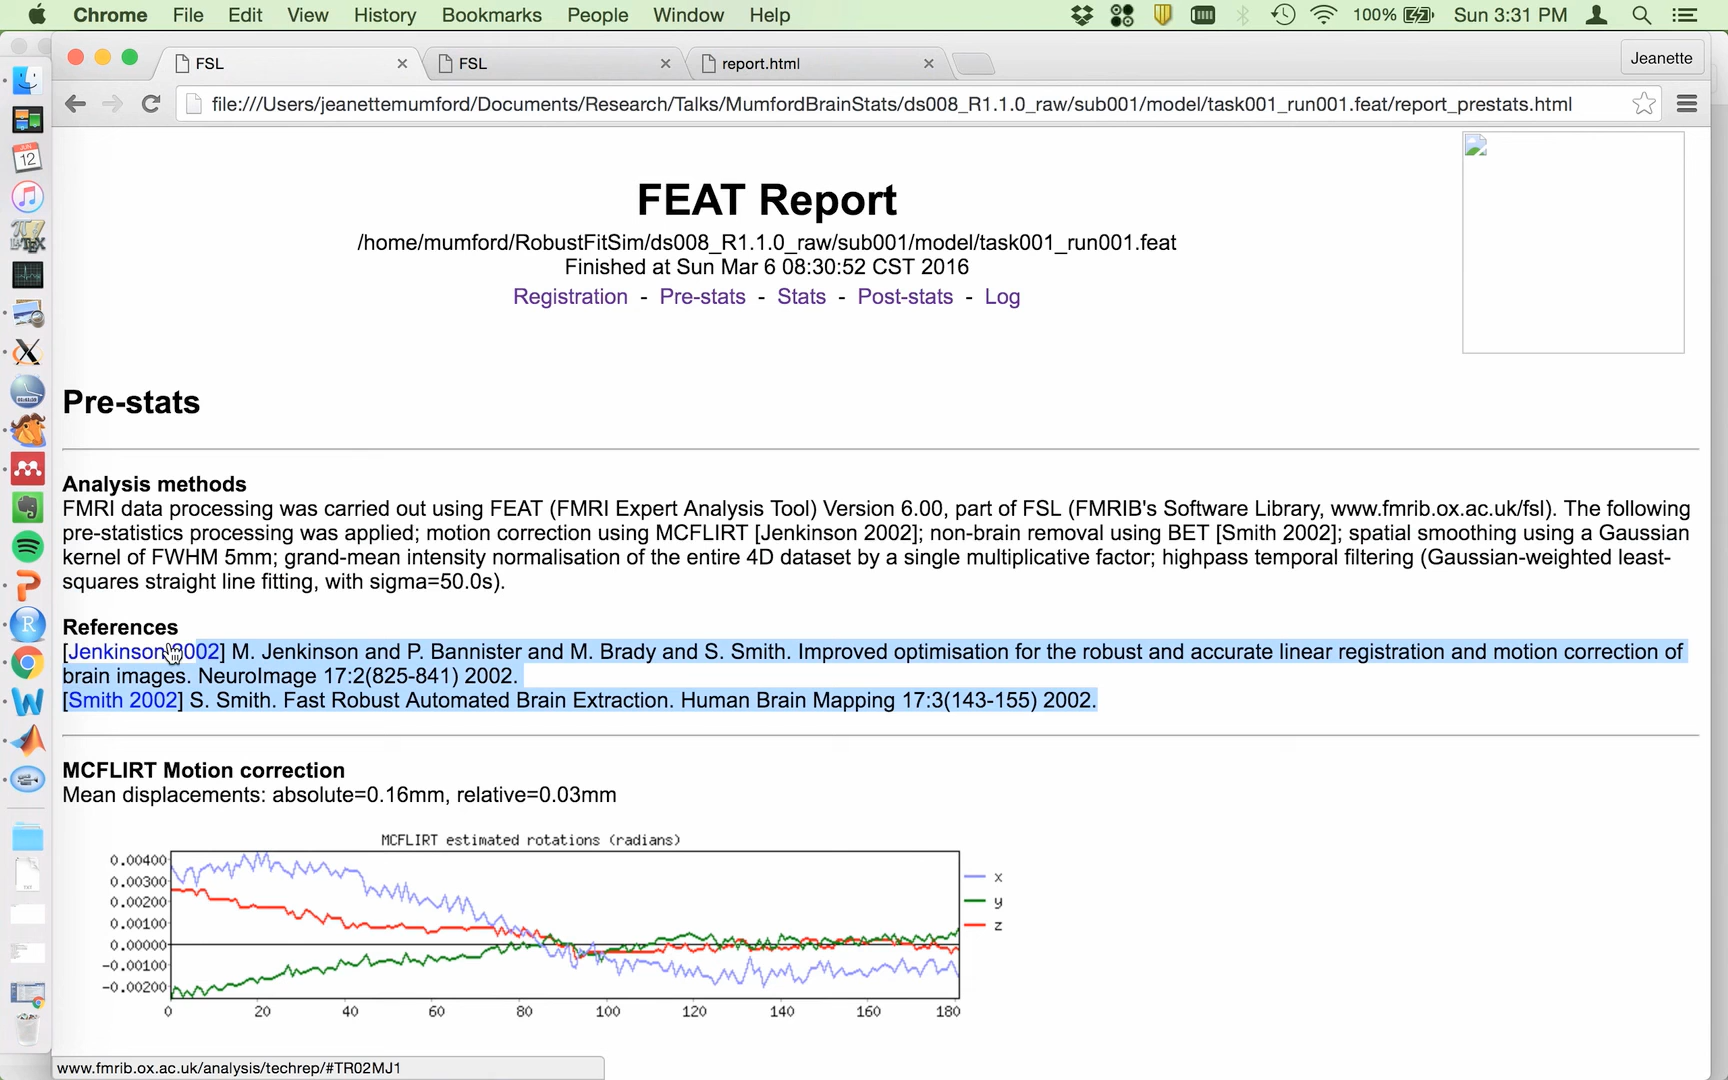 Chrome File Edit View History Bookmarks People Window Help 100% Sun 3:31 PM
FSL FSL report.html Jeanette
file:///Users/jeanettemumford/Documents/Research/Talks/MumfordBrainStats/ds008_R1.1.0_raw/sub001/model/task001_run001.feat/report_prestats.html
FEAT Report
/home/mumford/RobustFitSim/ds008_R1.1.0_raw/sub001/model/task001_run001.feat
Finished at Sun Mar 6 08:30:52 CST 2016
Registration - Pre-stats - Stats - Post-stats - Log
Pre-stats
Analysis methods
FMRI data processing was carried out using FEAT (FMRI Expert Analysis Tool) Version 6.00, part of FSL (FMRIB's Software Library, www.fmrib.ox.ac.uk/fsl). The following
pre-statistics processing was applied; motion correction using MCFLIRT [Jenkinson 2002]; non-brain removal using BET [Smith 2002]; spatial smoothing using a Gaussian
kernel of FWHM 5mm; grand-mean intensity normalisation of the entire 4D dataset by a single multiplicative factor; highpass temporal filtering (Gaussian-weighted least-
squares straight line fitting, with sigma=50.0s).
References
[Jenkinson 2002] M. Jenkinson and P. Bannister and M. Brady and S. Smith. Improved optimisation for the robust and accurate linear registration and motion correction of
brain images. NeuroImage 17:2(825-841) 2002.
[Smith 2002] S. Smith. Fast Robust Automated Brain Extraction. Human Brain Mapping 17:3(143-155) 2002.
MCFLIRT Motion correction
Mean displacements: absolute=0.16mm, relative=0.03mm
MCFLIRT estimated rotations (radians)
0.00400
0.00300
0.00200
0.00100
0.00000
-0.00100
-0.00200
x
y
z
0 20 40 60 80 100 120 140 160 180
www.fmrib.ox.ac.uk/analysis/techrep/#TR02MJ1
JUN
12